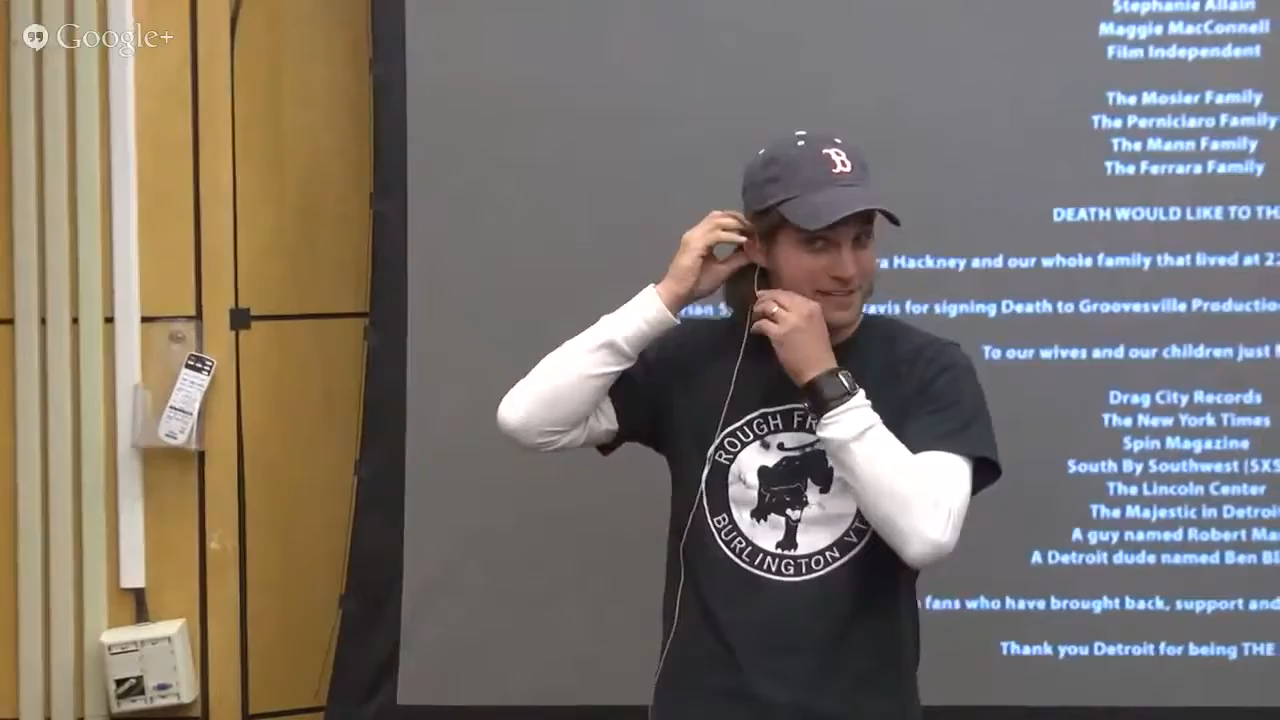 Google+
Stephanie Allain
Maggie MacConnell
Film Independent
The Mosier Family
The Perniciaro Family
The Mann Family
The Ferrara Family
DEATH WOULD LIKE TO TH
Hackney and our whole family that lived at 22
for signing Death to Groovesville Productio
To our wives and our children just
Drag City Records
The New York Times
Spin Magazine
South By Southwest (SXS
The Lincoln Center
The Majestic in Detroit
A guy named Robert Ma
A Detroit dude named Ben Bl
fans who have brought back, support and
Thank you Detroit for being THE
B
ROUGH FR
BURLINGTON VT